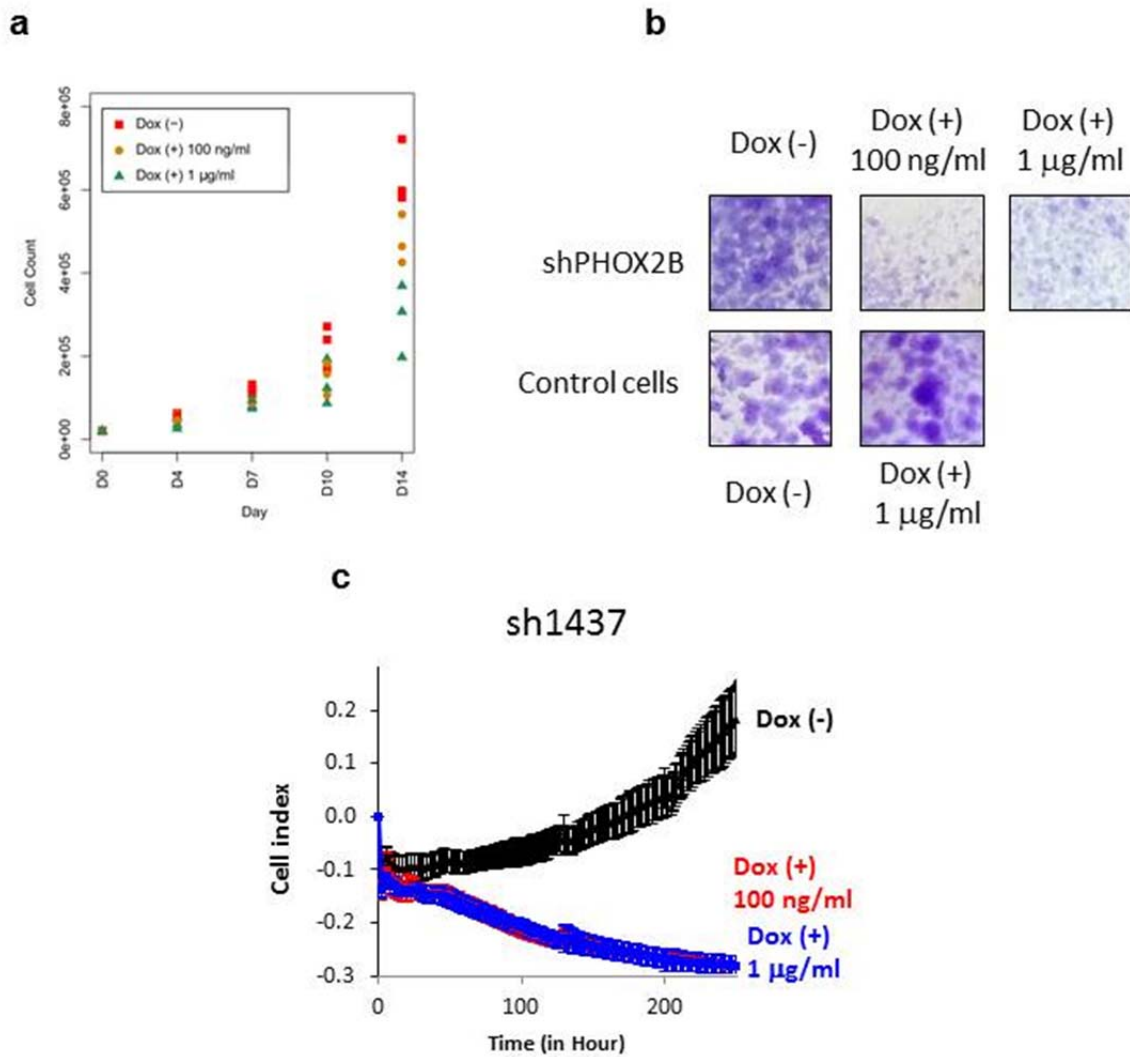 a
8e+05
6e+05
4e+05
2e+05
0e+00
Cell Count
Dox (−)
Dox (+) 100 ng/ml
Dox (+) 1 µg/ml
D0
D4
D7
D10
D14
Day
b
Dox (-)
Dox (+)
100 ng/ml
Dox (+)
1 µg/ml
shPHOX2B
Control cells
Dox (-)
Dox (+)
1 µg/ml
c
sh1437
0.2
0.1
0.0
-0.1
-0.2
-0.3
Cell index
Dox (-)
Dox (+)
100 ng/ml
Dox (+)
1 µg/ml
0
100
200
Time (in Hour)